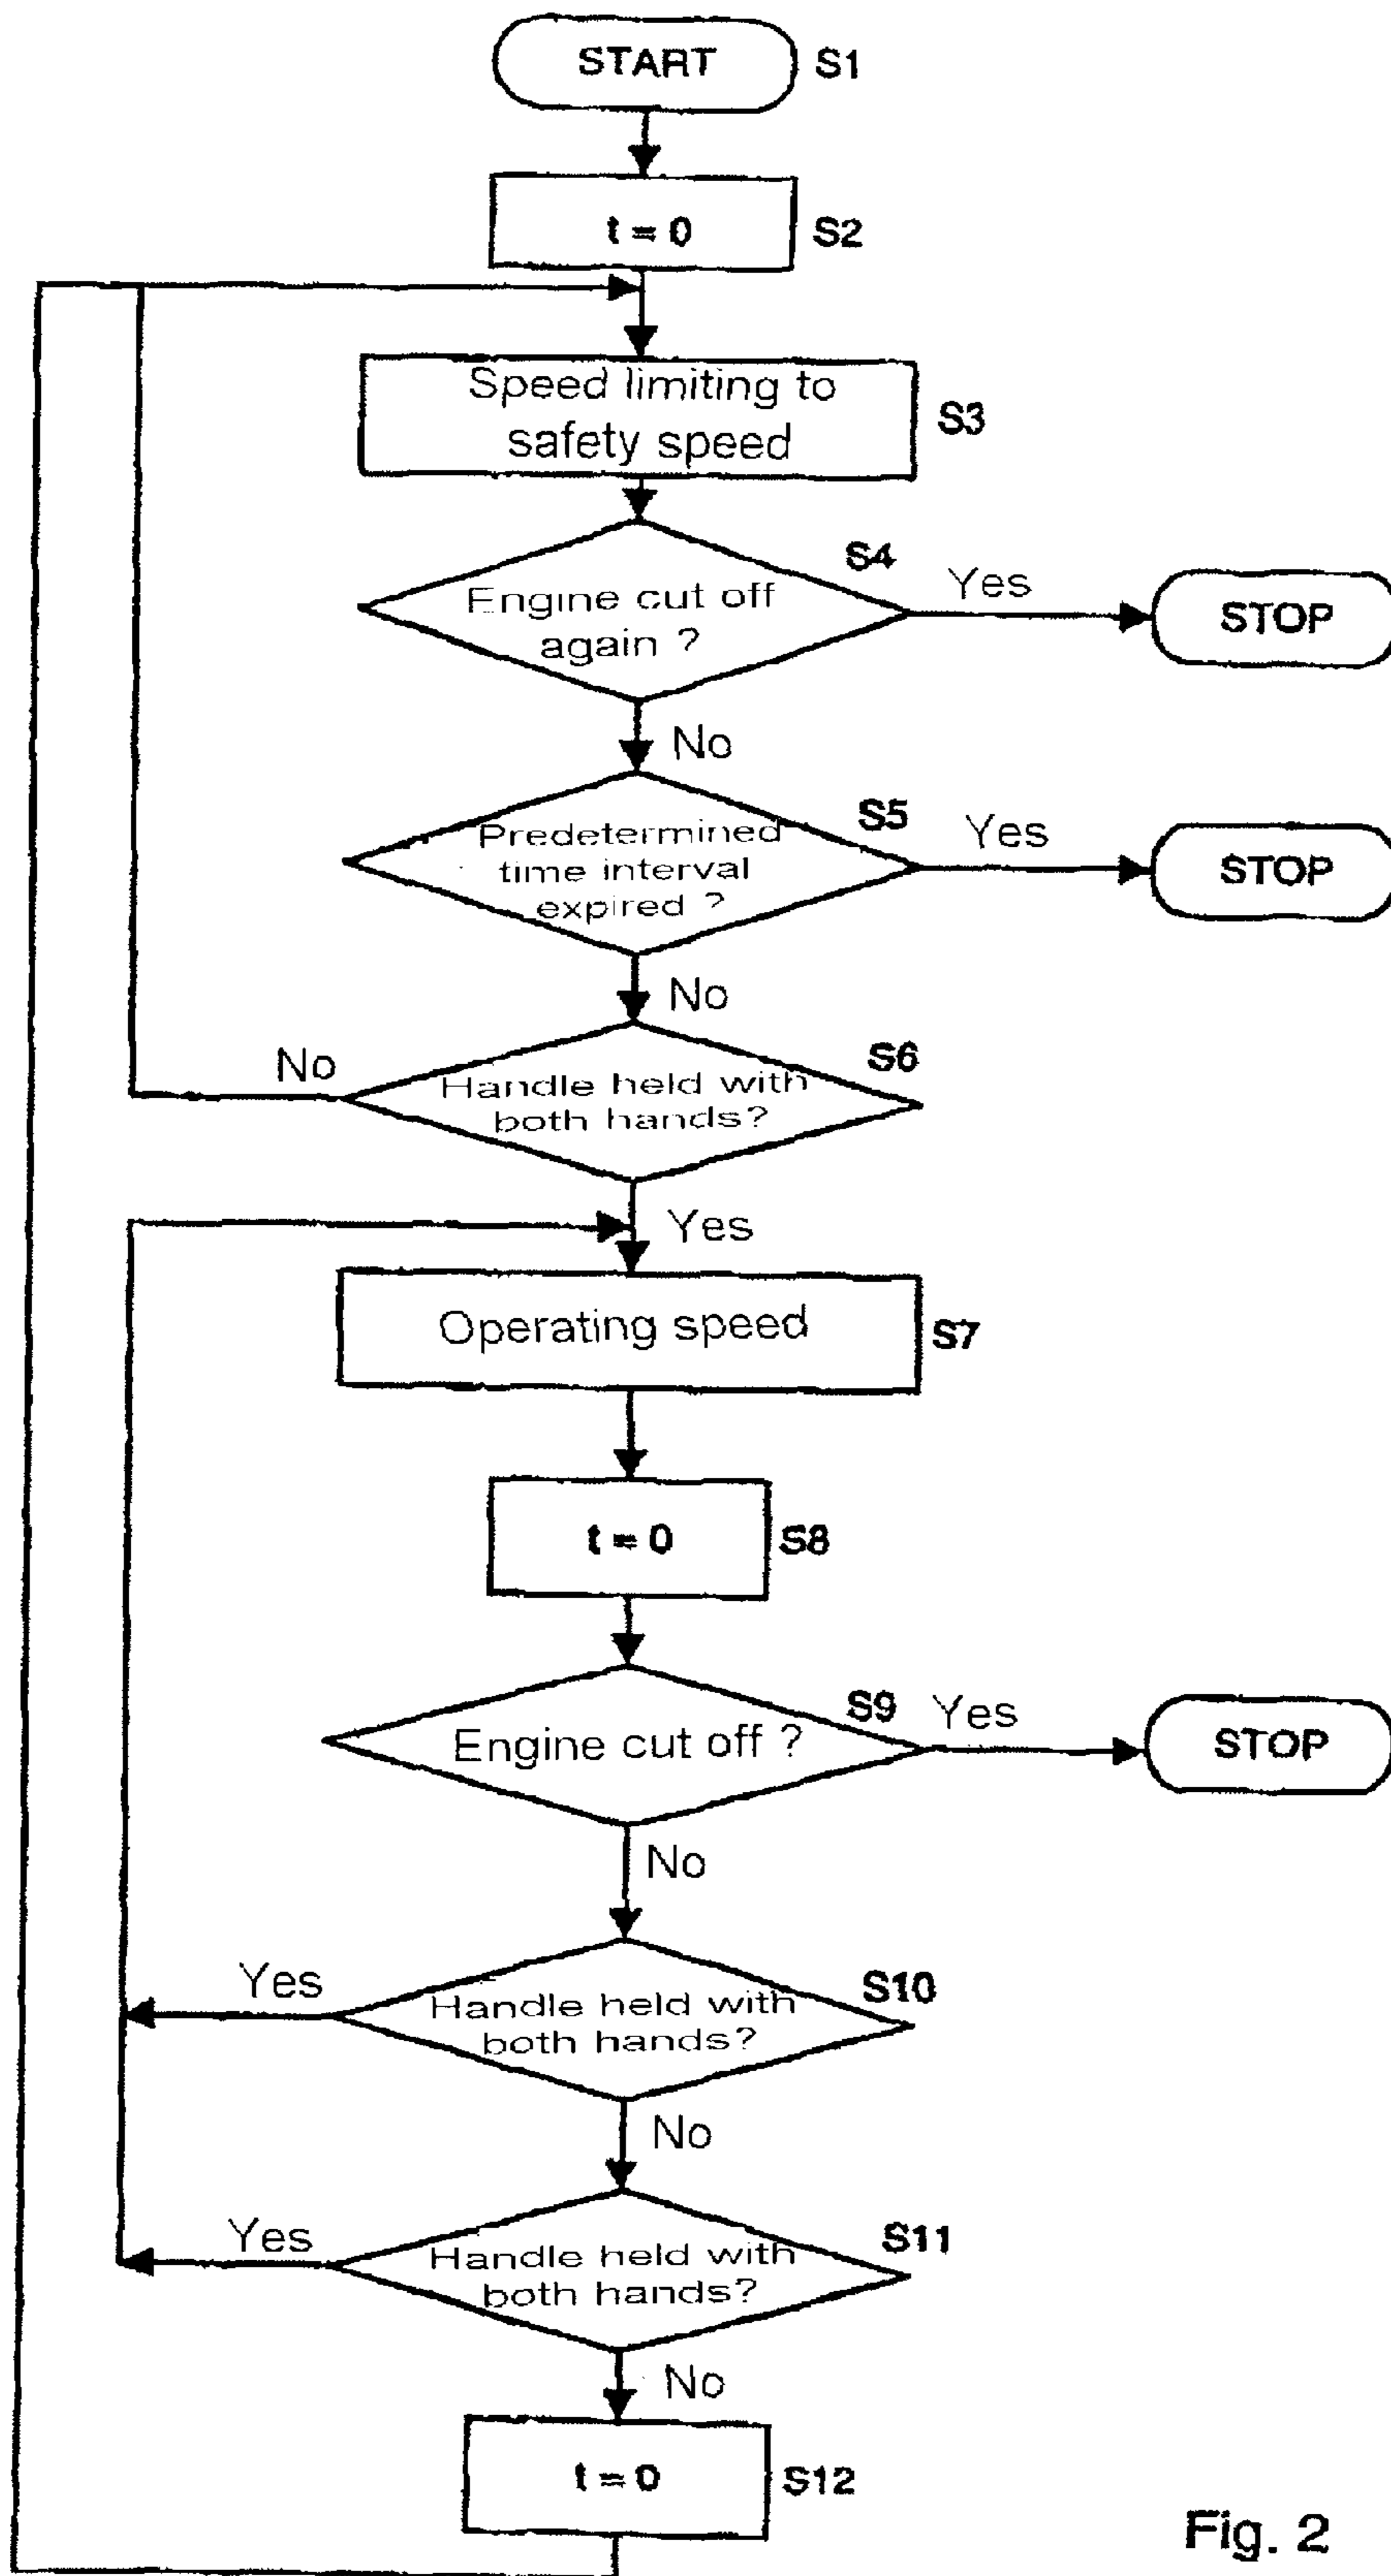 START S1
t = 0 S2
Speed limiting to
safety speed S3
S4
Engine cut off
again ?
Yes
STOP
No
S5
Predetermined
time interval
expired ?
Yes
STOP
No
S6
Handle held with
both hands?
No
Yes
Operating speed S7
t = 0 S8
S9
Engine cut off ?
Yes
STOP
No
S10
Handle held with
both hands?
Yes
No
S11
Handle held with
both hands?
Yes
No
t = 0 S12
Fig. 2